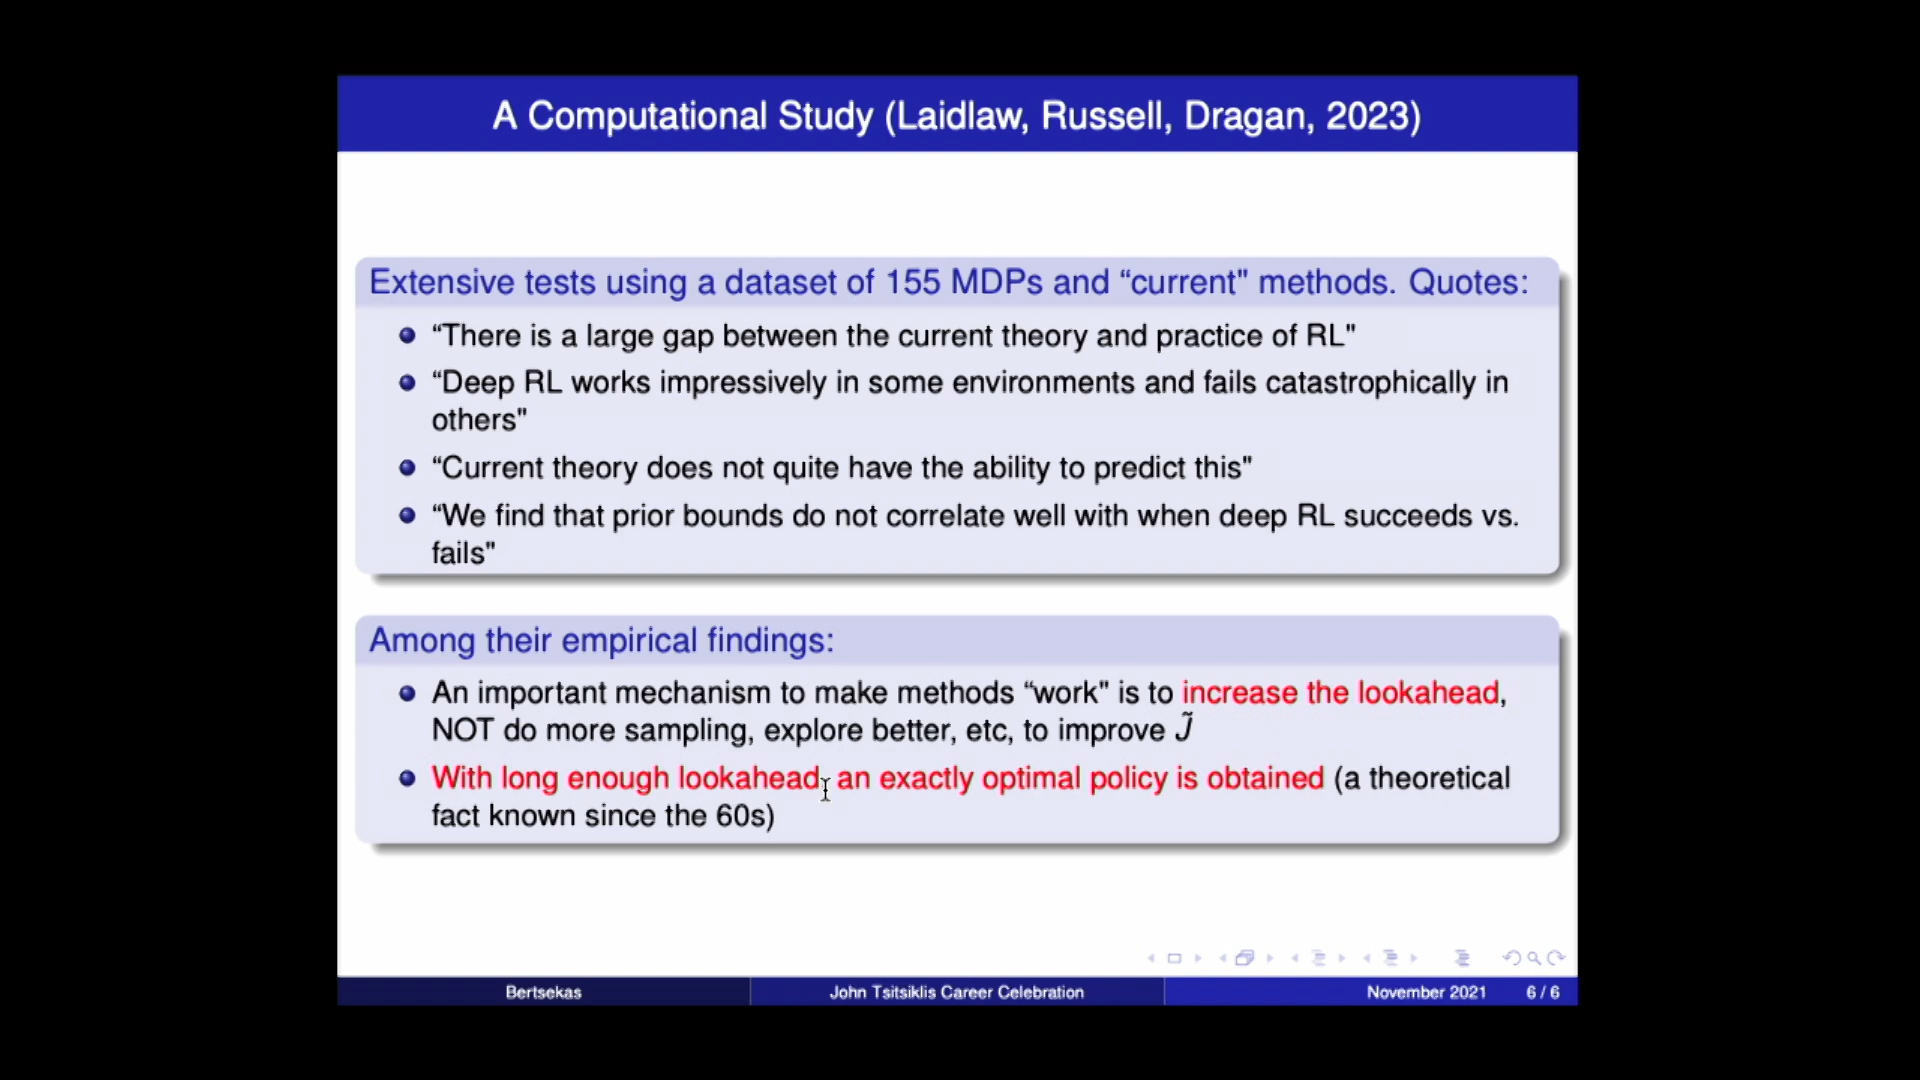 A Computational Study (Laidlaw, Russell, Dragan, 2023)
Extensive tests using a dataset of 155 MDPs and “current" methods. Quotes:
“There is a large gap between the current theory and practice of RL"
“Deep RL works impressively in some environments and fails catastrophically in
others"
“Current theory does not quite have the ability to predict this"
“We find that prior bounds do not correlate well with when deep RL succeeds vs.
fails"
Among their empirical findings:
An important mechanism to make methods “work" is to increase the lookahead,
NOT do more sampling, explore better, etc, to improve J̃
With long enough lookahead, an exactly optimal policy is obtained (a theoretical
fact known since the 60s)
Bertsekas John Tsitsiklis Career Celebration November 2021 6 / 6